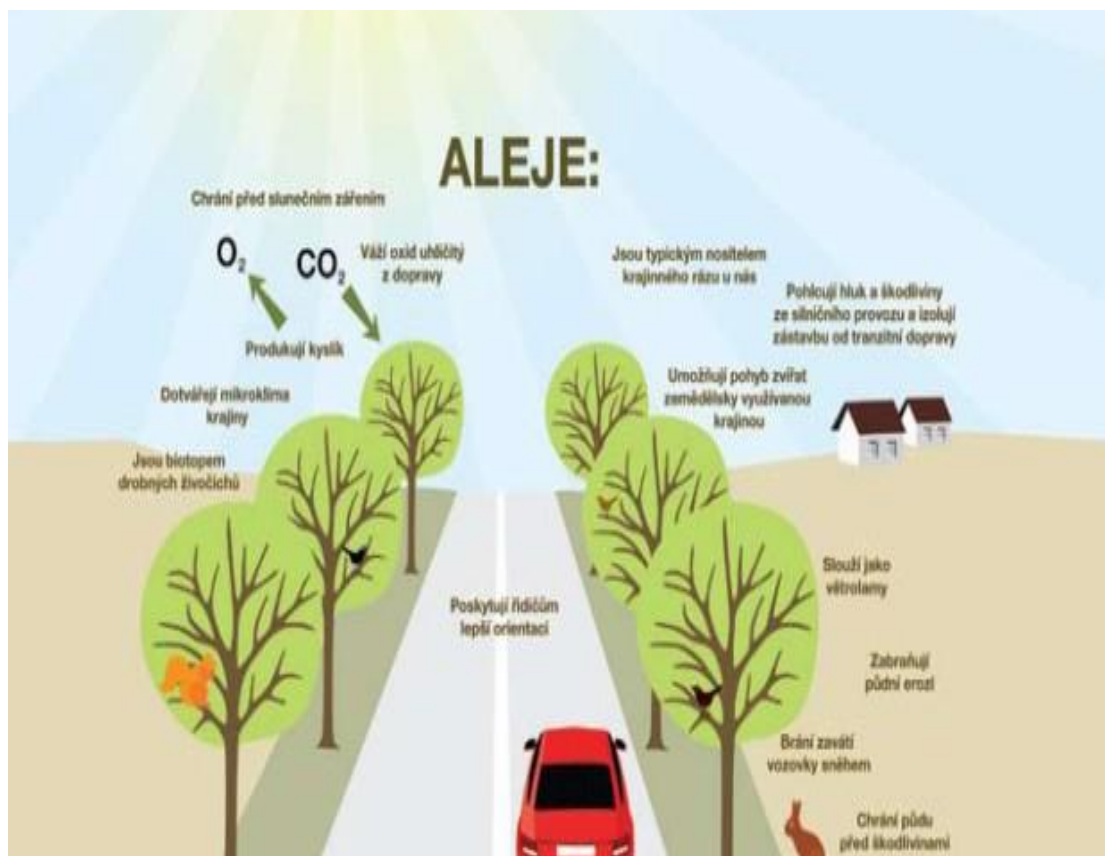 ALEJE:
Chrání před slunečním zářením
O2
CO2
Váží oxid uhličitý
z dopravy
Produkují kyslík
Dotvářejí mikroklima
krajiny
Jsou biotopem
drobných živočichů
Jsou typickým nositelem
krajinného rázu u nás
Pohlcují hluk a škodliviny
ze silničního provozu a izolují
zástavbu od tranzitní dopravy
Umožňují pohyb zvířat
zemědělsky využívanou
krajinou
Poskytují řidičům
lepší orientaci
Slouží jako
větrolamy
Zabraňují
půdní erozi
Brání zavátí
vozovky sněhem
Chrání půdu
před škodlivinami